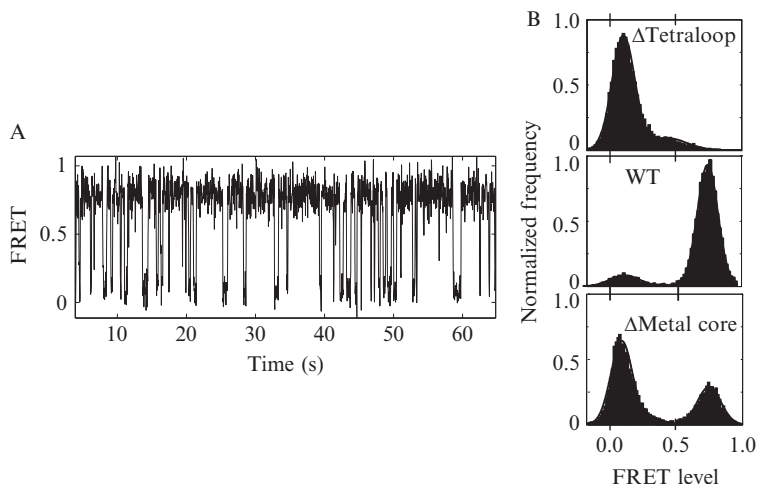 A
FRET
1
0.5
0
10 20 30 40 50 60
Time (s)
B
Normalized frequency
1.0
ΔTetraloop
0.5
0
1.0
WT
0.5
0
1.0
ΔMetal core
0.5
0
0.0 0.5 1.0
FRET level